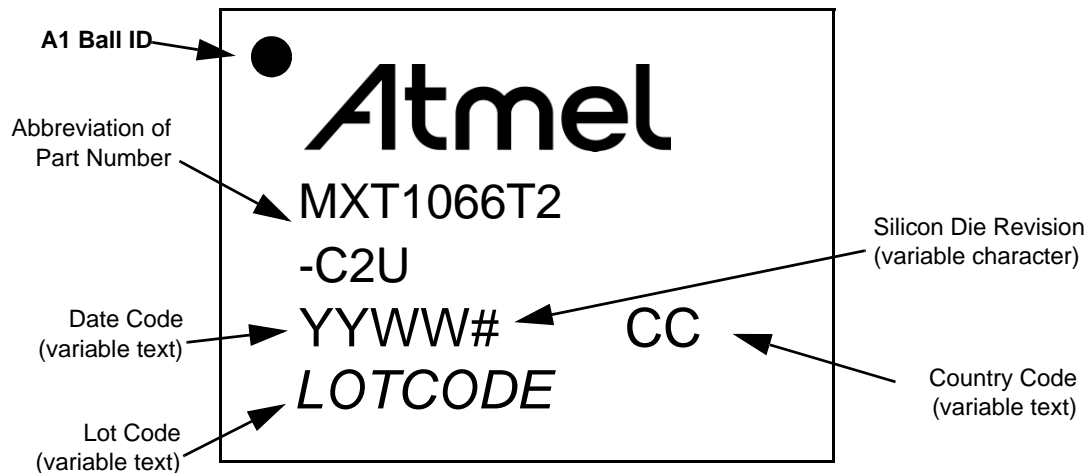 A1 Ball ID
Atmel
Abbreviation of
Part Number
MXT1066T2
-C2U
Silicon Die Revision
(variable character)
Date Code
(variable text)
YYWW#
CC
Country Code
(variable text)
LOTCODE
Lot Code
(variable text)